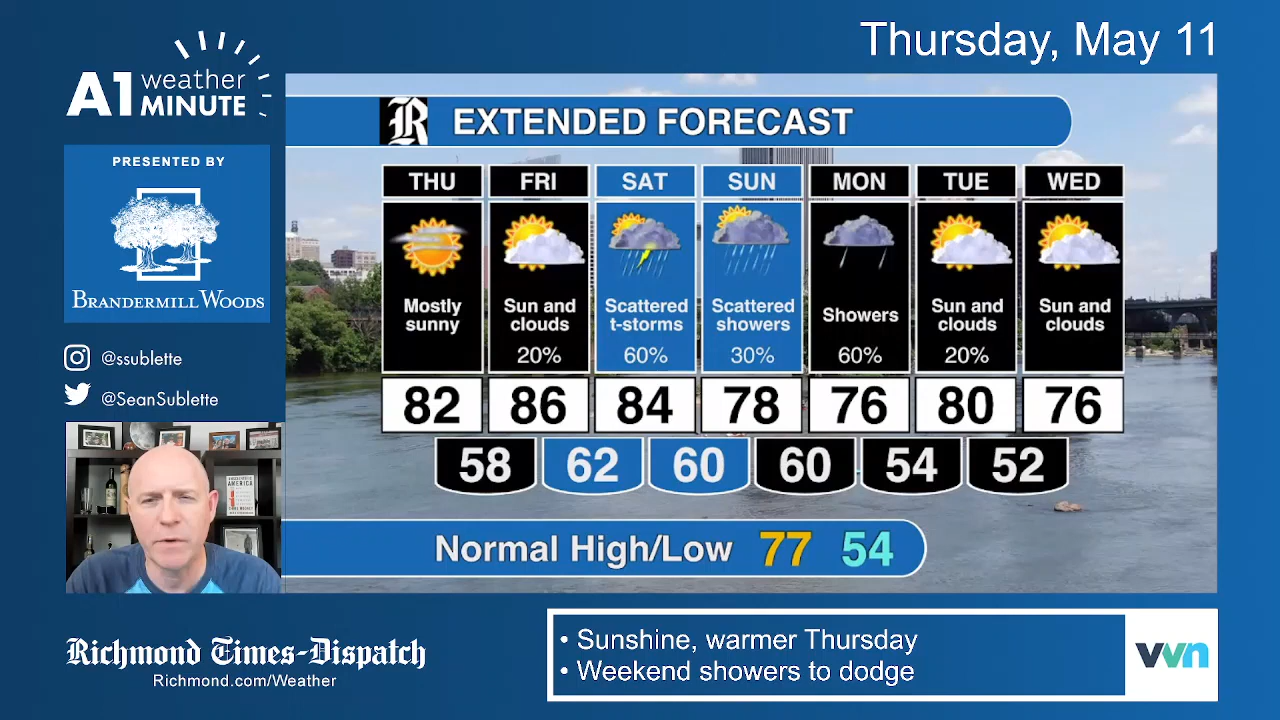 Thursday, May 11
A1 weather
MINUTE
PRESENTED BY
BRANDERMILL WOODS
@ssublette
@SeanSublette
R EXTENDED FORECAST
THU FRI SAT SUN MON TUE WED
Mostly sunny
Sun and clouds
20%
Scattered t-storms
60%
Scattered showers
30%
Showers
60%
Sun and clouds
20%
Sun and clouds
82 86 84 78 76 80 76
58 62 60 60 54 52
Normal High/Low 77 54
AMERICA
Richmond Times-Dispatch
Richmond.com/Weather
• Sunshine, warmer Thursday
• Weekend showers to dodge
vvn